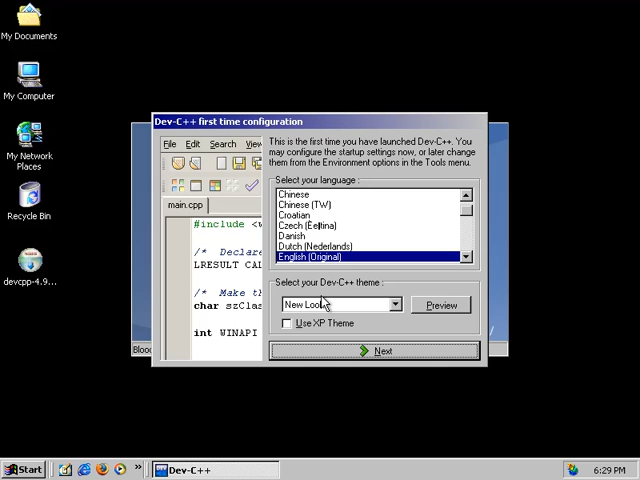 My Documents
My Computer
My Network
Places
Recycle Bin
devcpp-4.9...
Dev-C++ first time configuration
File Edit Search View
main.cpp
#include <w
/* Declare
LRESULT CAL
/* Make th
char szClas
int WINAPI
This is the first time you have launched Dev-C++. You
may configure the startup settings now, or later change
them from the Environment options in the Tools menu.
Select your language :
Chinese
Chinese (TW)
Croatian
Czech (Èeština)
Danish
Dutch (Nederlands)
English (Original)
Select your Dev-C++ theme :
New Look
Preview
Use XP Theme
Next
Blood
Start
Dev-C++
6:29 PM